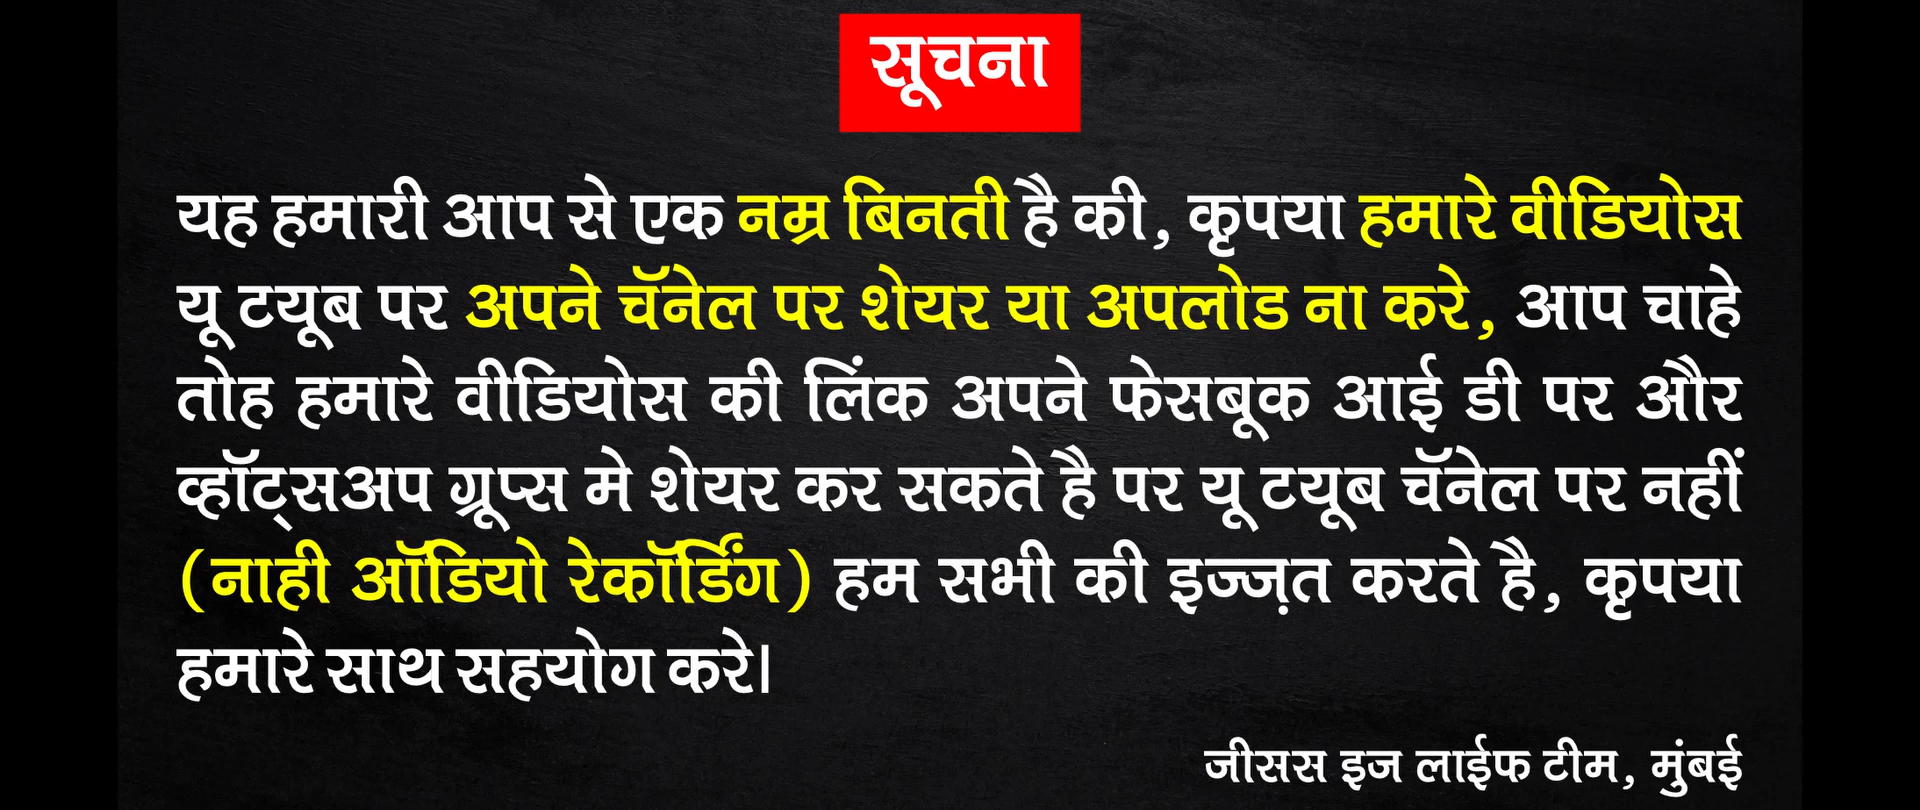 सूचना
यह हमारी आप से एक नम्र बिनती है की, कृपया हमारे वीडियोस
यू टयूब पर अपने चॅनेल पर शेयर या अपलोड ना करे, आप चाहे
तोह हमारे वीडियोस की लिंक अपने फेसबूक आई डी पर और
व्हॉट्सअप ग्रूप्स मे शेयर कर सकते है पर यू टयूब चॅनेल पर नहीं
(नाही ऑडियो रेकॉर्डिंग) हम सभी की इज्ज़त करते है, कृपया
हमारे साथ सहयोग करे।
जीसस इज लाईफ टीम, मुंबई